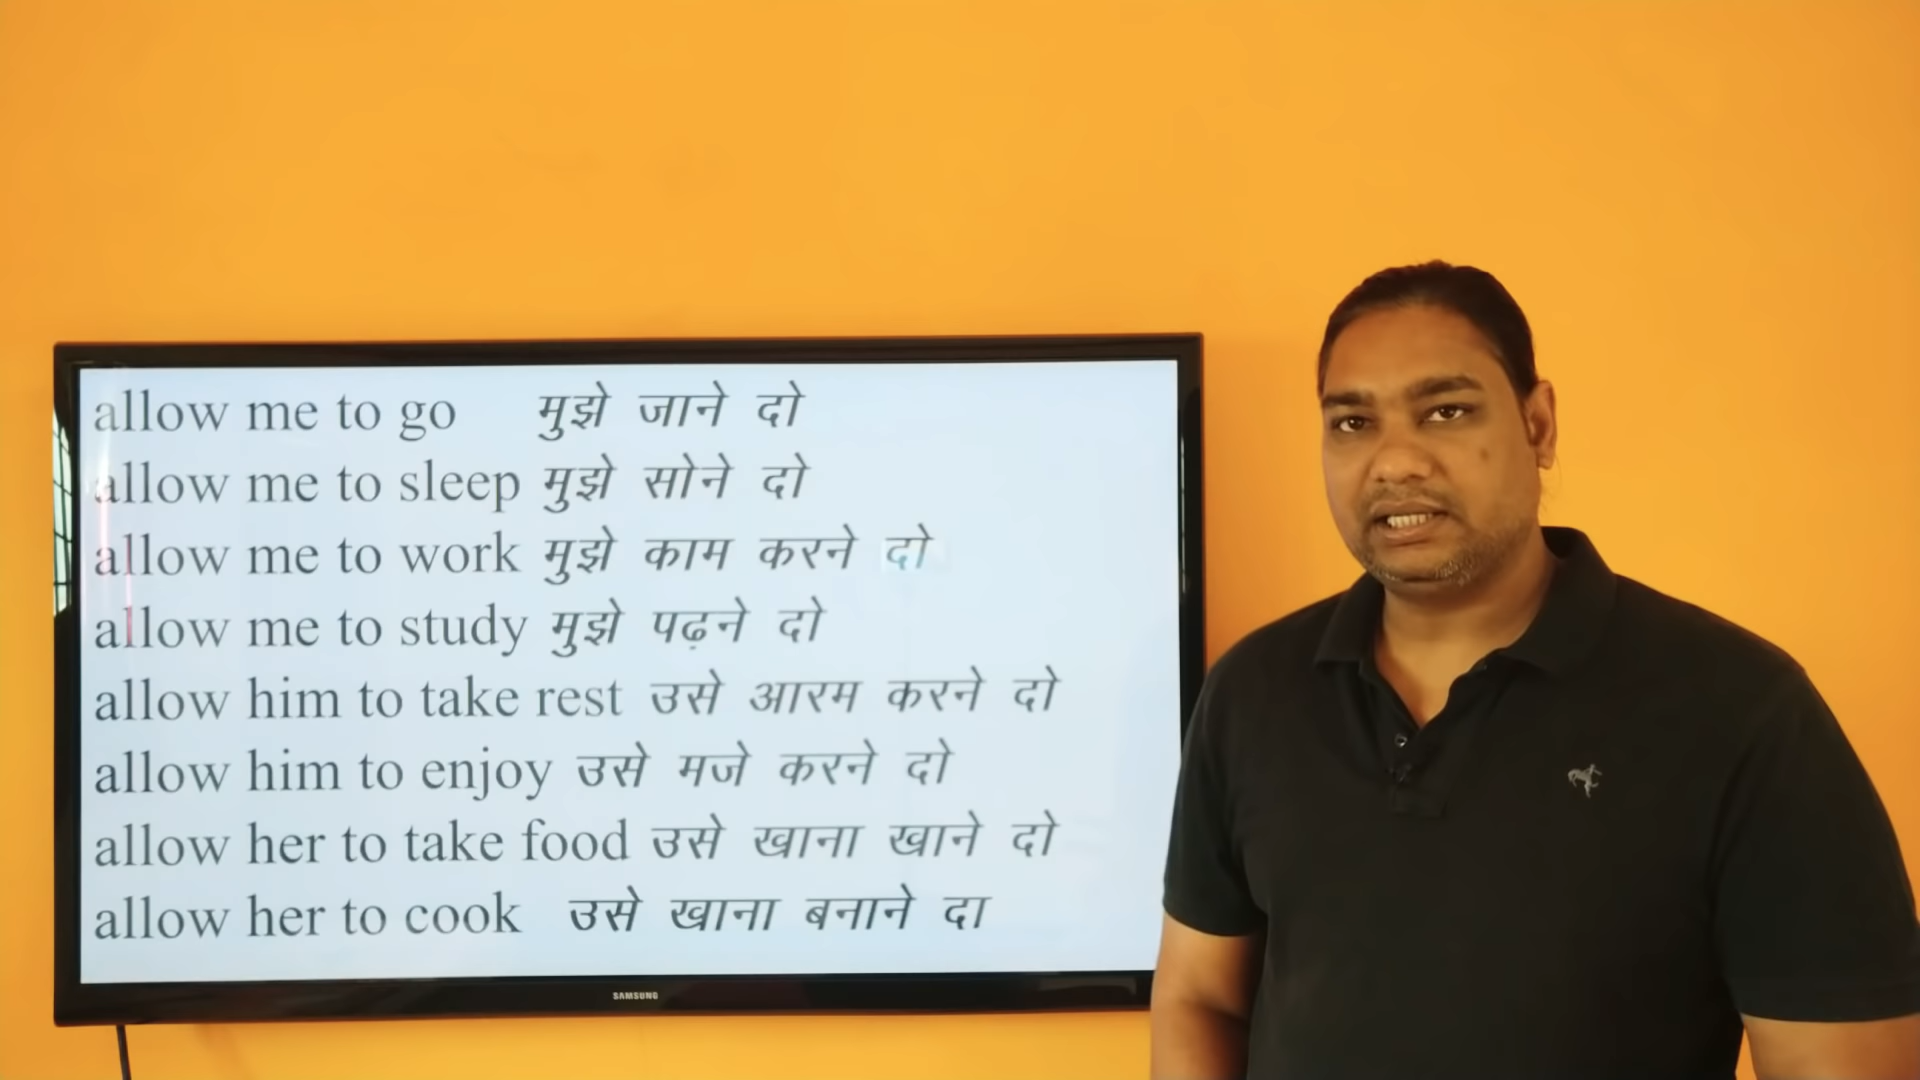 allow me to go मुझे जाने दो
allow me to sleep मुझे सोने दो
allow me to work मुझे काम करने दो
allow me to study मुझे पढ़ने दो
allow him to take rest उसे आरम करने दो
allow him to enjoy उसे मजे करने दो
allow her to take food उसे खाना खाने दो
allow her to cook उसे खाना बनाने दा
SAMSUNG